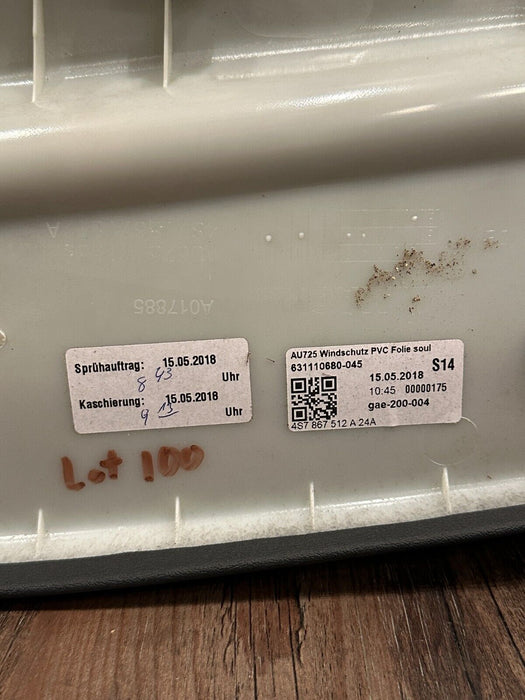 A017885
Sprühauftrag: 15.05.2018
8 43 Uhr
Kaschierung: 15.05.2018
9 13 Uhr
AU725 Windschutz PVC Folie soul
631110680-045 S14
15.05.2018
10:45 00000175
gae-200-004
4S7 867 512 A 24A
Lot 100